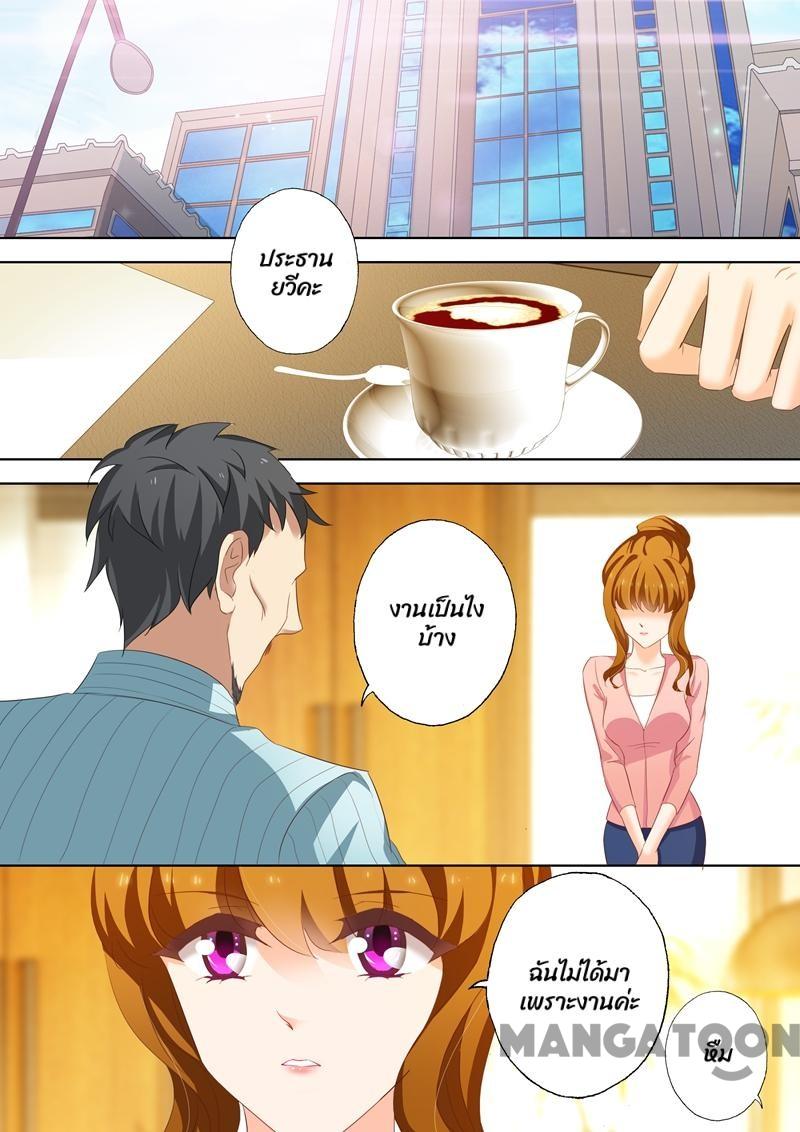 ประธาน
ยวีคะ
งานเป็นไง
บ้าง
ฉันไม่ได้มา
เพราะงานค่ะ
หืม
MANGATOON